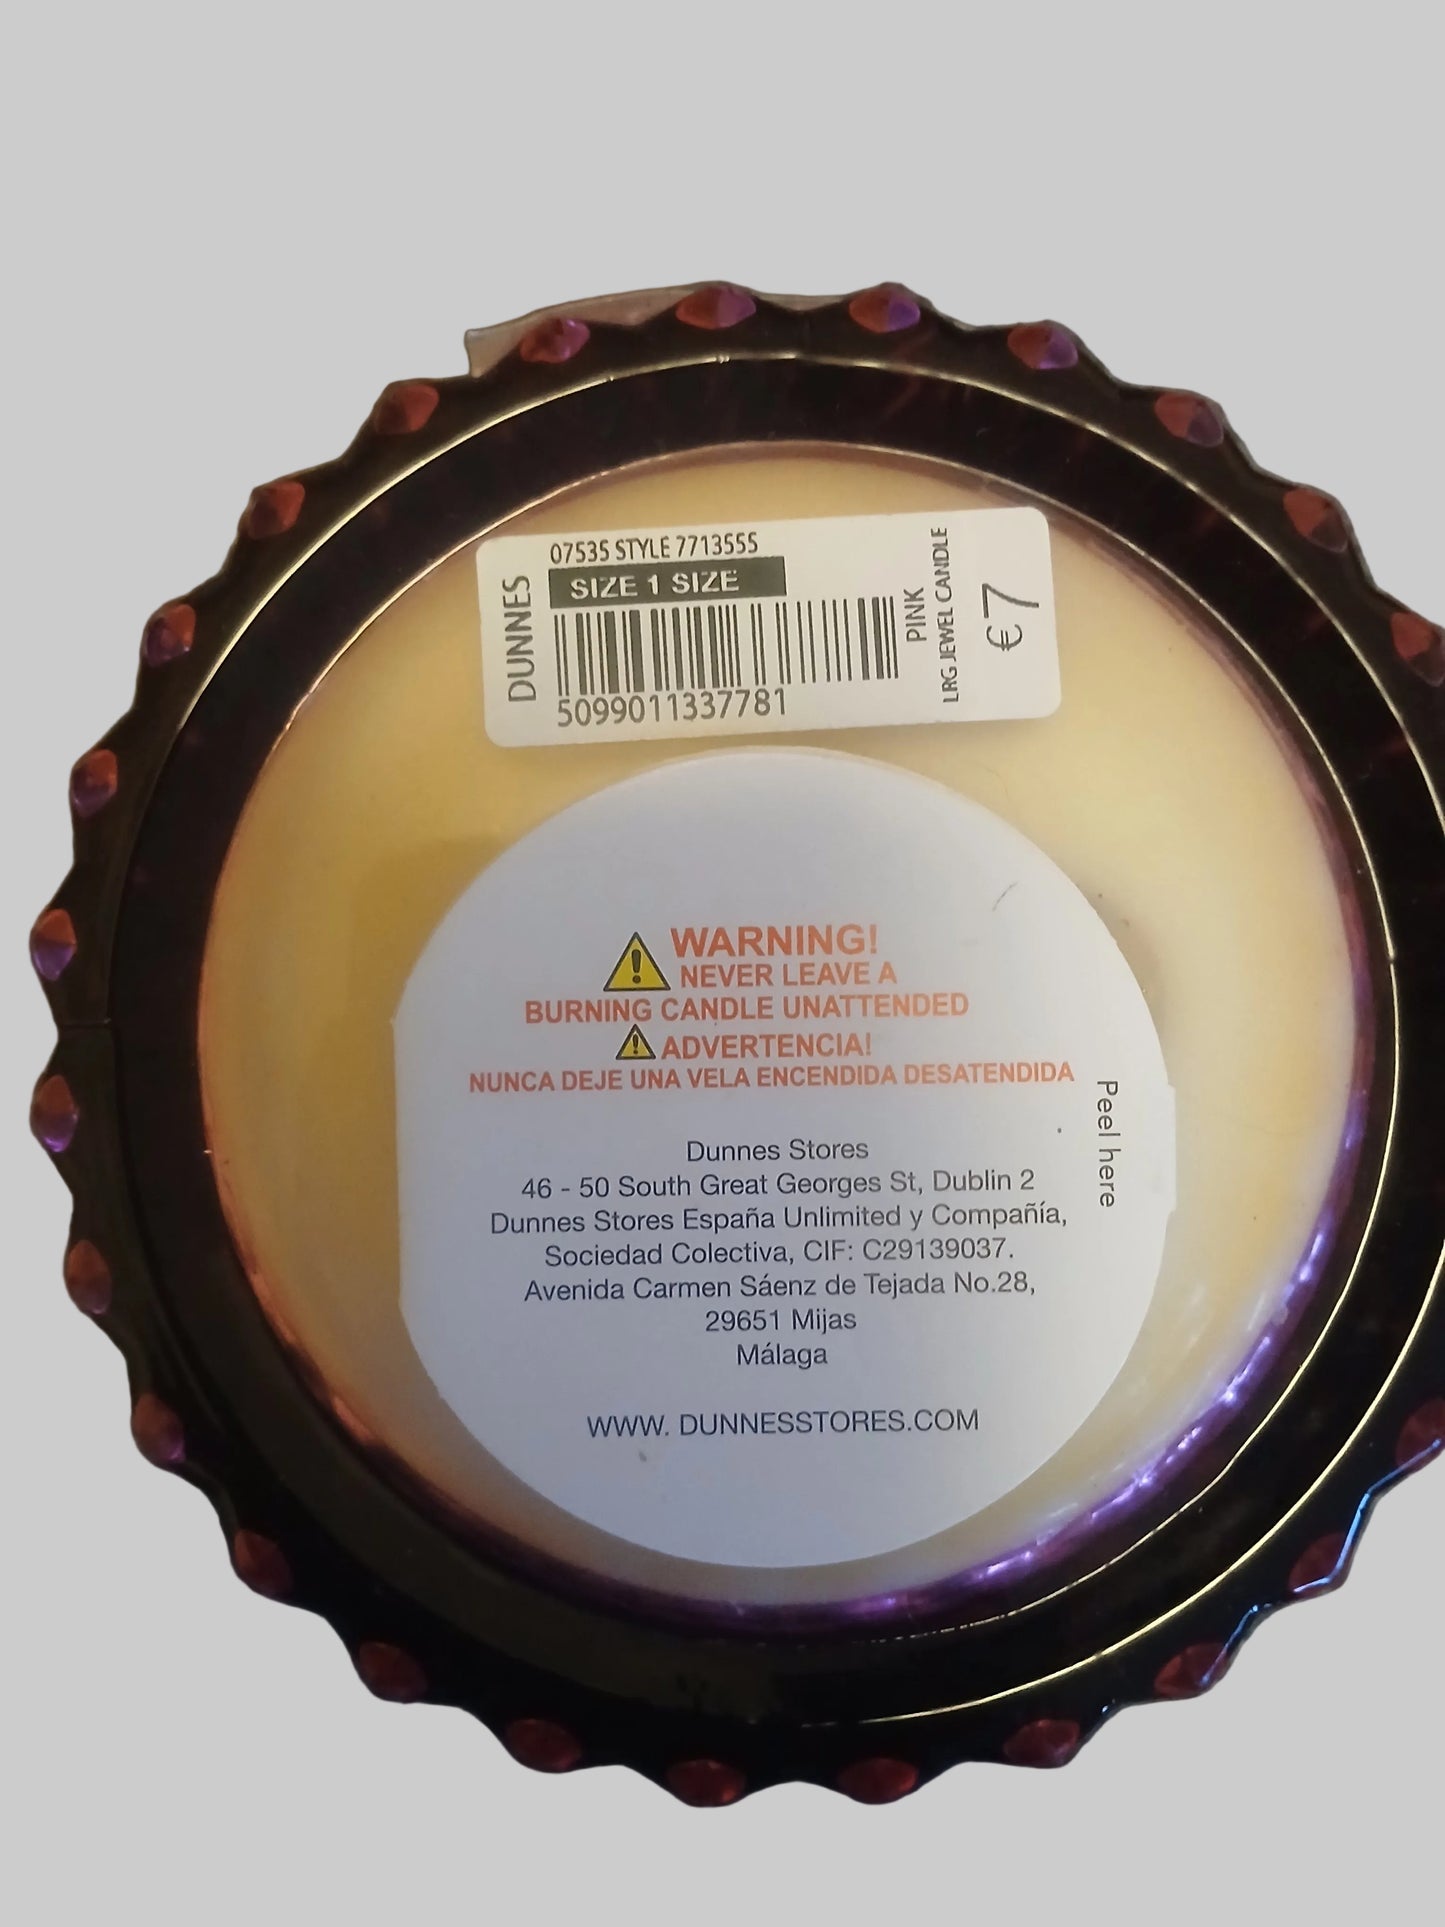 DUNNES
07535 STYLE 7713555
SIZE 1 SIZE
5099011337781
PINK
LRG JEWEL CANDLE
€7
WARNING!
NEVER LEAVE A
BURNING CANDLE UNATTENDED
ADVERTENCIA!
NUNCA DEJE UNA VELA ENCENDIDA DESATENDIDA
Peel here
Dunnes Stores
46 - 50 South Great Georges St, Dublin 2
Dunnes Stores España Unlimited y Compañía,
Sociedad Colectiva, CIF: C29139037.
Avenida Carmen Sáenz de Tejada No.28,
29651 Mijas
Málaga
WWW. DUNNESSTORES.COM